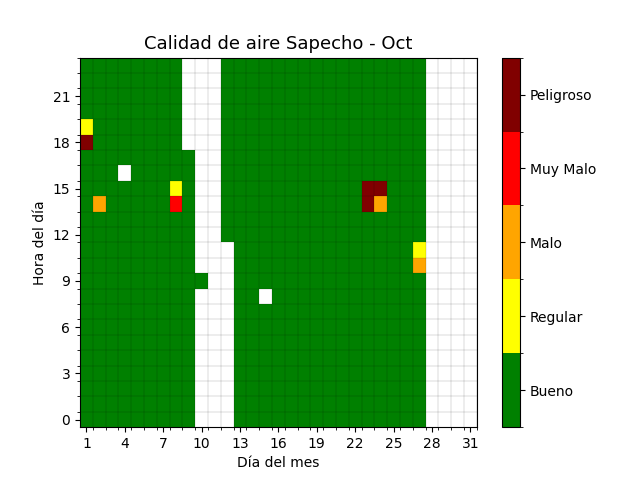 Calidad de aire Sapecho - Oct
Hora del día
21
18
15
12
9
6
3
0
1 4 7 10 13 16 19 22 25 28 31
Día del mes
Peligroso
Muy Malo
Malo
Regular
Bueno